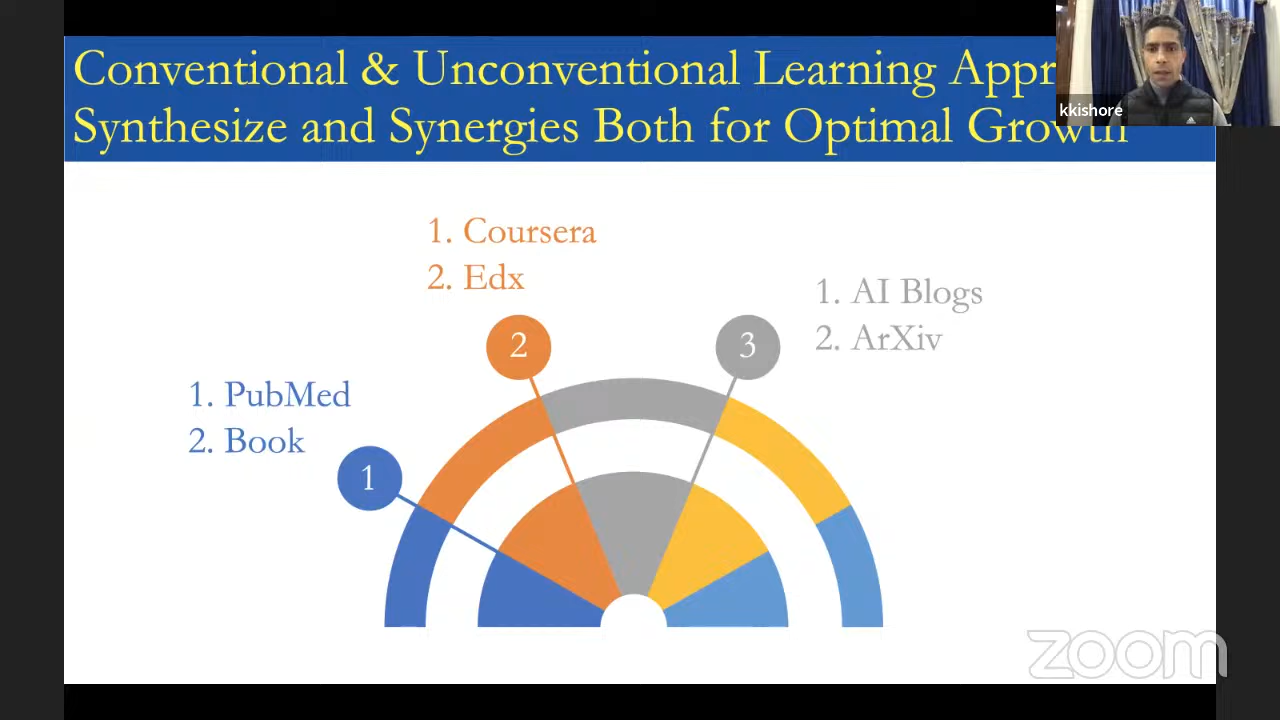 Conventional & Unconventional Learning Appr
Synthesize and Synergies Both for Optimal Growth
kkishore
1. Coursera
2. Edx
1. AI Blogs
2. ArXiv
2
3
1. PubMed
2. Book
1
zoom